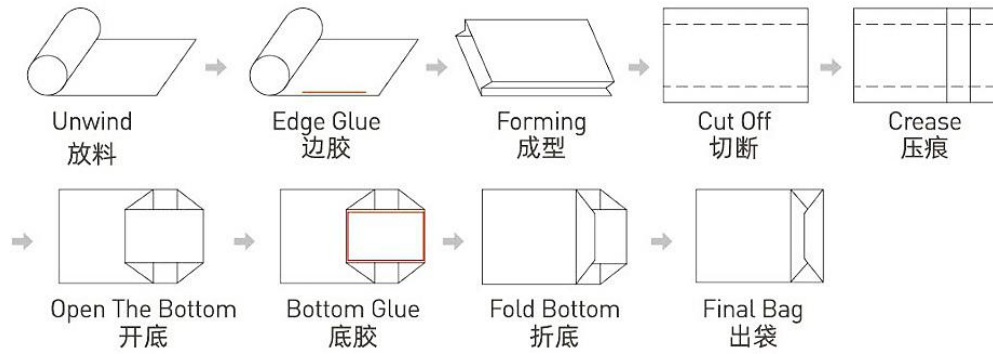 Unwind
放料
Edge Glue
边胶
Forming
成型
Cut Off
切断
Crease
压痕
Open The Bottom
开底
Bottom Glue
底胶
Fold Bottom
折底
Final Bag
出袋